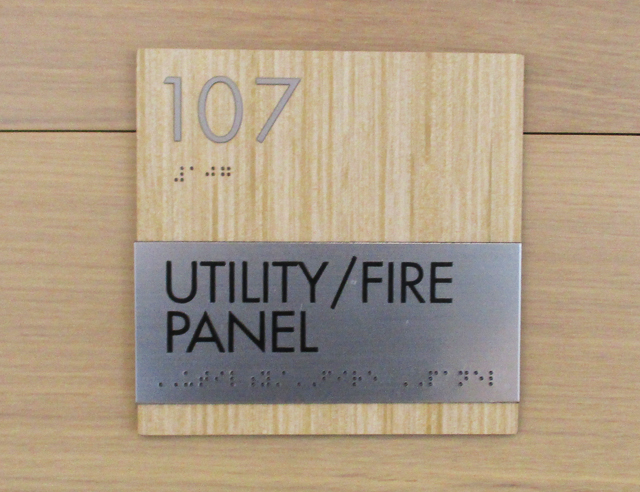 107
⠼⠁⠚⠛
UTILITY/FIRE
PANEL